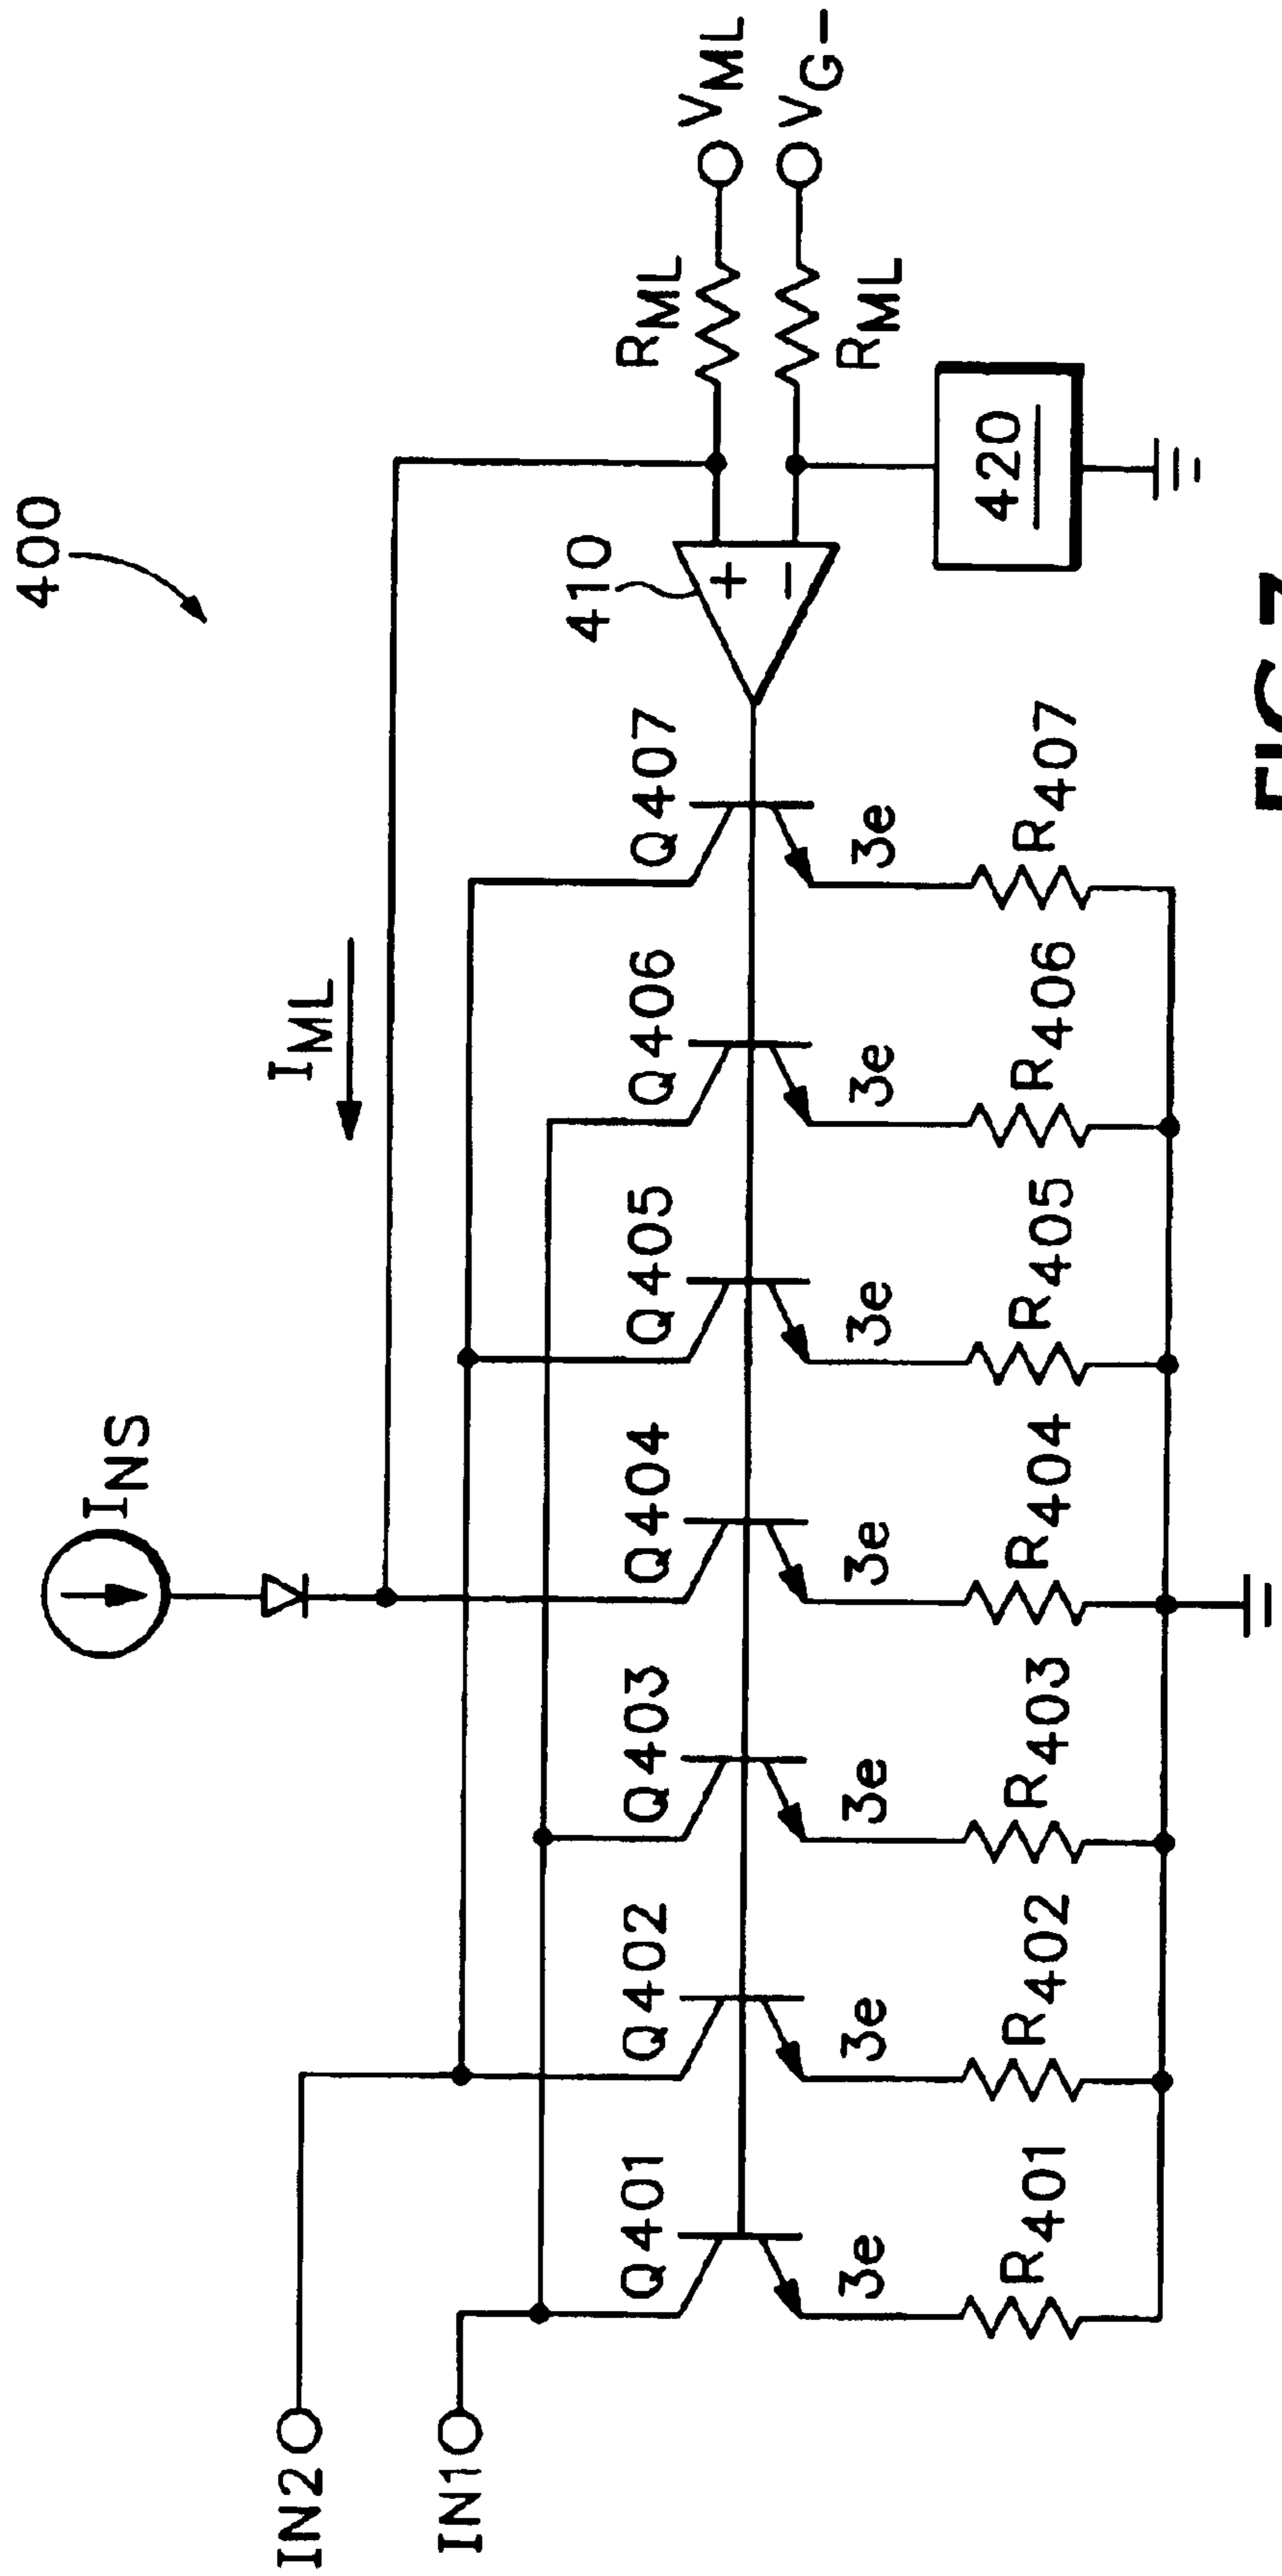 400
I_NS
I_ML
IN2
IN1
Q401
Q402
Q403
Q404
Q405
Q406
Q407
410
+
−
R_ML
V_ML
R_ML
V_G−
3e
3e
3e
3e
3e
3e
3e
420
R401
R402
R403
R404
R405
R406
R407